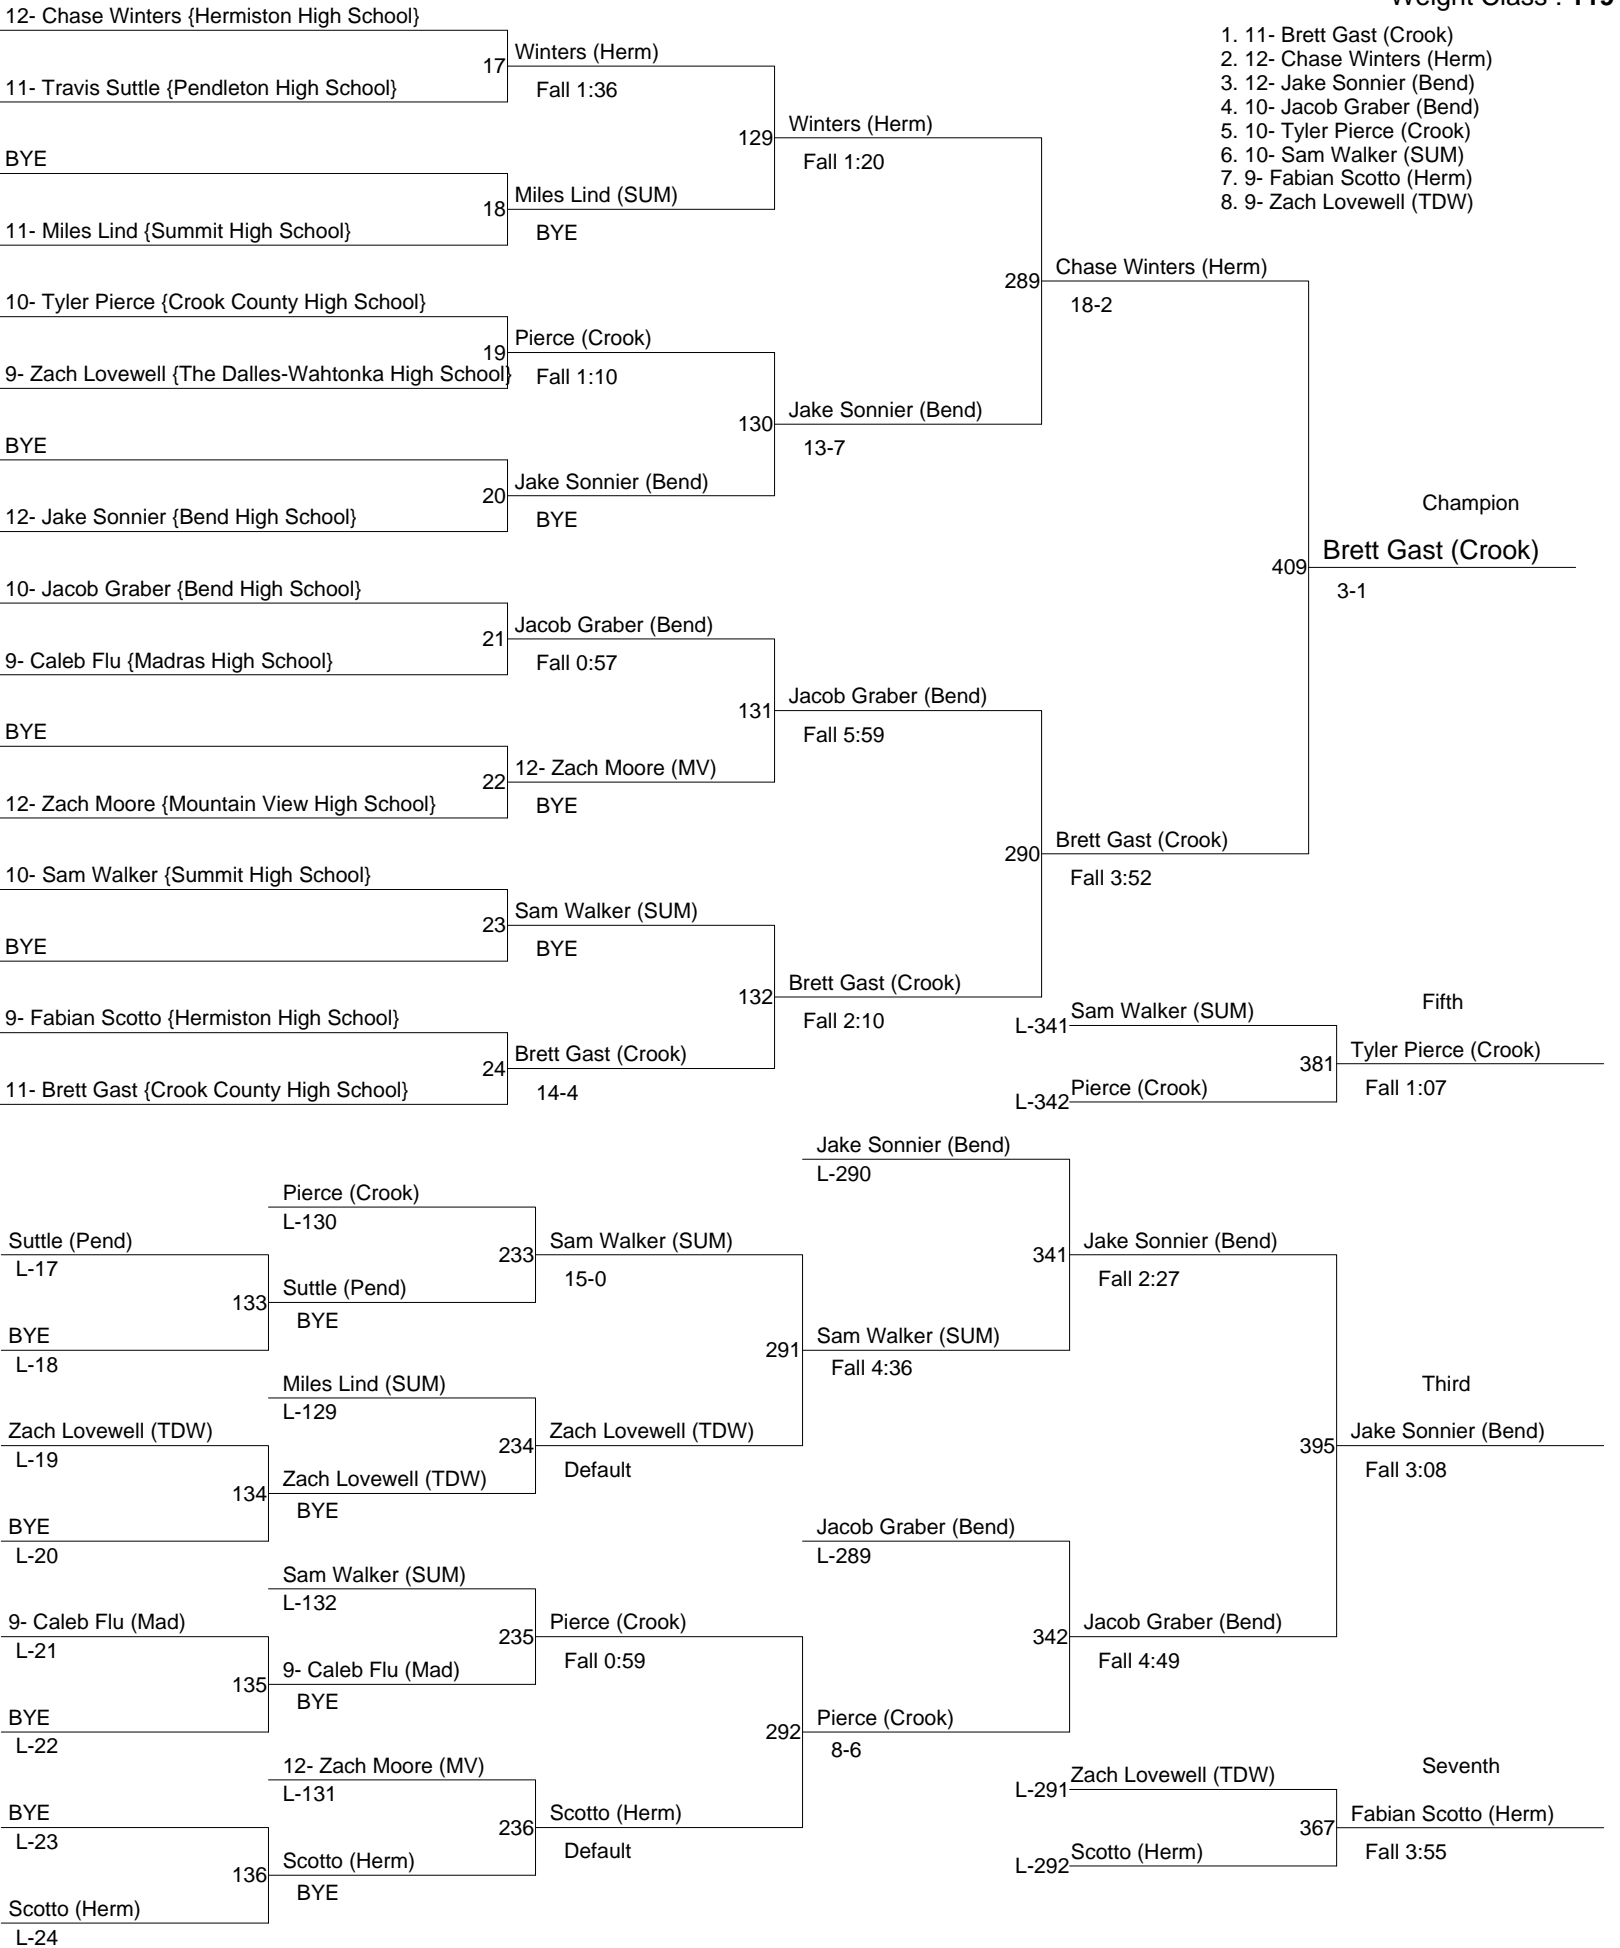 Weight Class : 119
1. 11- Brett Gast (Crook)
2. 12- Chase Winters (Herm)
3. 12- Jake Sonnier (Bend)
4. 10- Jacob Graber (Bend)
5. 10- Tyler Pierce (Crook)
6. 10- Sam Walker (SUM)
7. 9- Fabian Scotto (Herm)
8. 9- Zach Lovewell (TDW)
12- Chase Winters {Hermiston High School}
17
11- Travis Suttle {Pendleton High School}
BYE
18
11- Miles Lind {Summit High School}
10- Tyler Pierce {Crook County High School}
19
9- Zach Lovewell {The Dalles-Wahtonka High School}
BYE
20
12- Jake Sonnier {Bend High School}
10- Jacob Graber {Bend High School}
21
9- Caleb Flu {Madras High School}
BYE
22
12- Zach Moore {Mountain View High School}
10- Sam Walker {Summit High School}
23
BYE
9- Fabian Scotto {Hermiston High School}
24
11- Brett Gast {Crook County High School}
Winters (Herm)
Fall 1:36
129
Miles Lind (SUM)
BYE
Pierce (Crook)
Fall 1:10
130
Jake Sonnier (Bend)
BYE
Jacob Graber (Bend)
Fall 0:57
131
12- Zach Moore (MV)
BYE
Sam Walker (SUM)
BYE
132
Brett Gast (Crook)
14-4
Winters (Herm)
Fall 1:20
289
Jake Sonnier (Bend)
13-7
Jacob Graber (Bend)
Fall 5:59
290
Brett Gast (Crook)
Fall 2:10
Chase Winters (Herm)
18-2
409
Brett Gast (Crook)
Fall 3:52
Champion
Brett Gast (Crook)
3-1
Fifth
L-341
Sam Walker (SUM)
381
L-342
Pierce (Crook)
Tyler Pierce (Crook)
Fall 1:07
Suttle (Pend)
L-17
133
BYE
L-18
Zach Lovewell (TDW)
L-19
134
BYE
L-20
9- Caleb Flu (Mad)
L-21
135
BYE
L-22
BYE
L-23
136
Scotto (Herm)
L-24
Pierce (Crook)
L-130
233
Suttle (Pend)
BYE
Miles Lind (SUM)
L-129
234
Zach Lovewell (TDW)
BYE
Sam Walker (SUM)
L-132
235
9- Caleb Flu (Mad)
BYE
12- Zach Moore (MV)
L-131
236
Scotto (Herm)
BYE
Sam Walker (SUM)
15-0
291
Zach Lovewell (TDW)
Default
Pierce (Crook)
Fall 0:59
292
Scotto (Herm)
Default
Jake Sonnier (Bend)
L-290
341
Sam Walker (SUM)
Fall 4:36
Jacob Graber (Bend)
L-289
342
Pierce (Crook)
8-6
Jake Sonnier (Bend)
Fall 2:27
395
Jacob Graber (Bend)
Fall 4:49
Third
Jake Sonnier (Bend)
Fall 3:08
Seventh
L-291
Zach Lovewell (TDW)
367
L-292
Scotto (Herm)
Fabian Scotto (Herm)
Fall 3:55